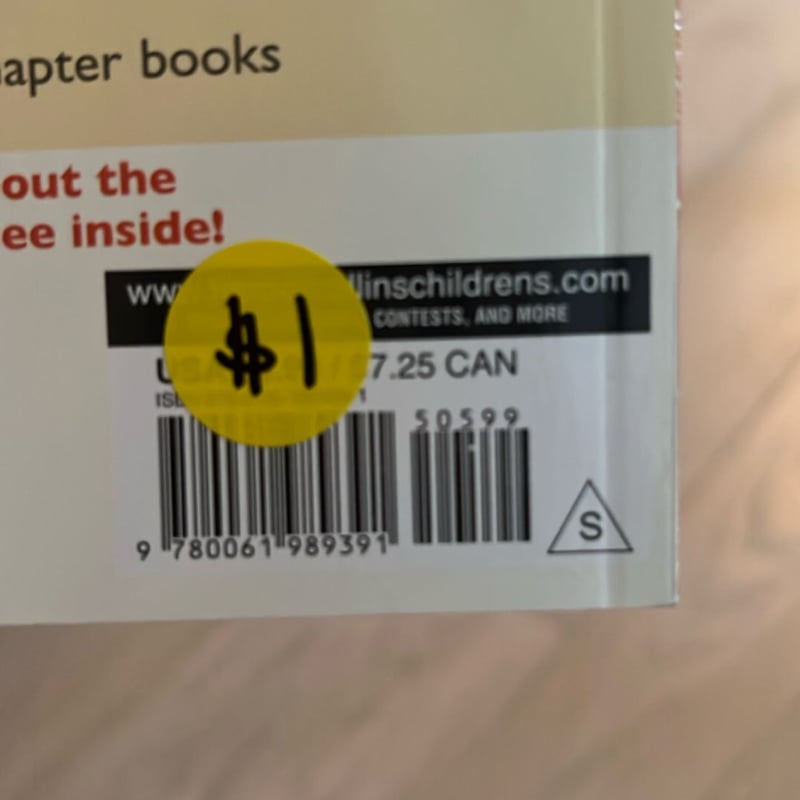 apter books
out the
ee inside!
www. llinschildrens.com
CONTESTS, AND MORE
$1
USA / $7.25 CAN
50599
9 780061 989391
S